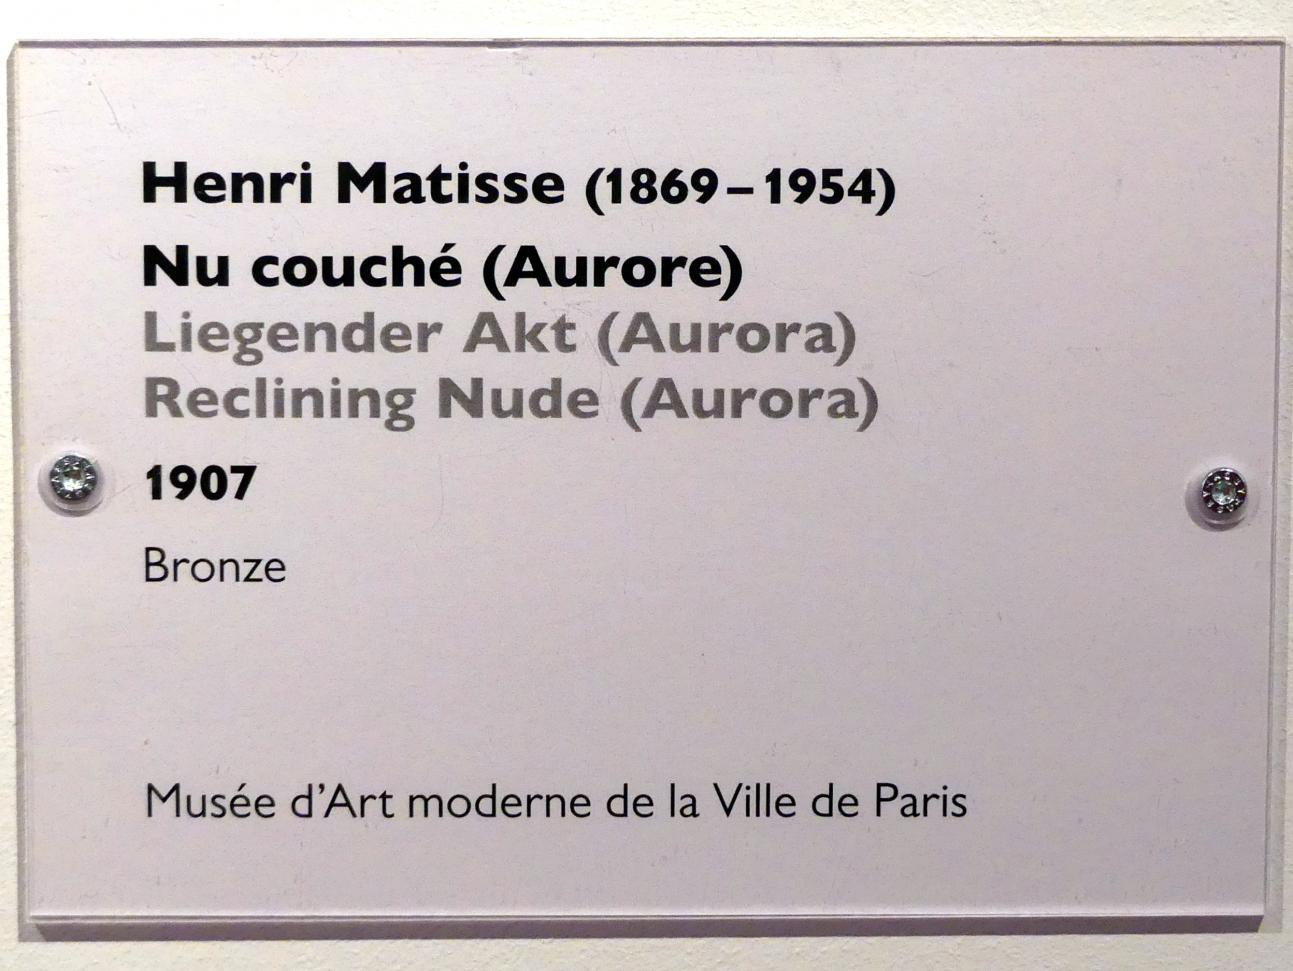 Henri Matisse (1869–1954)
Nu couché (Aurore)
Liegender Akt (Aurora)
Reclining Nude (Aurora)
1907
Bronze
Musée d’Art moderne de la Ville de Paris